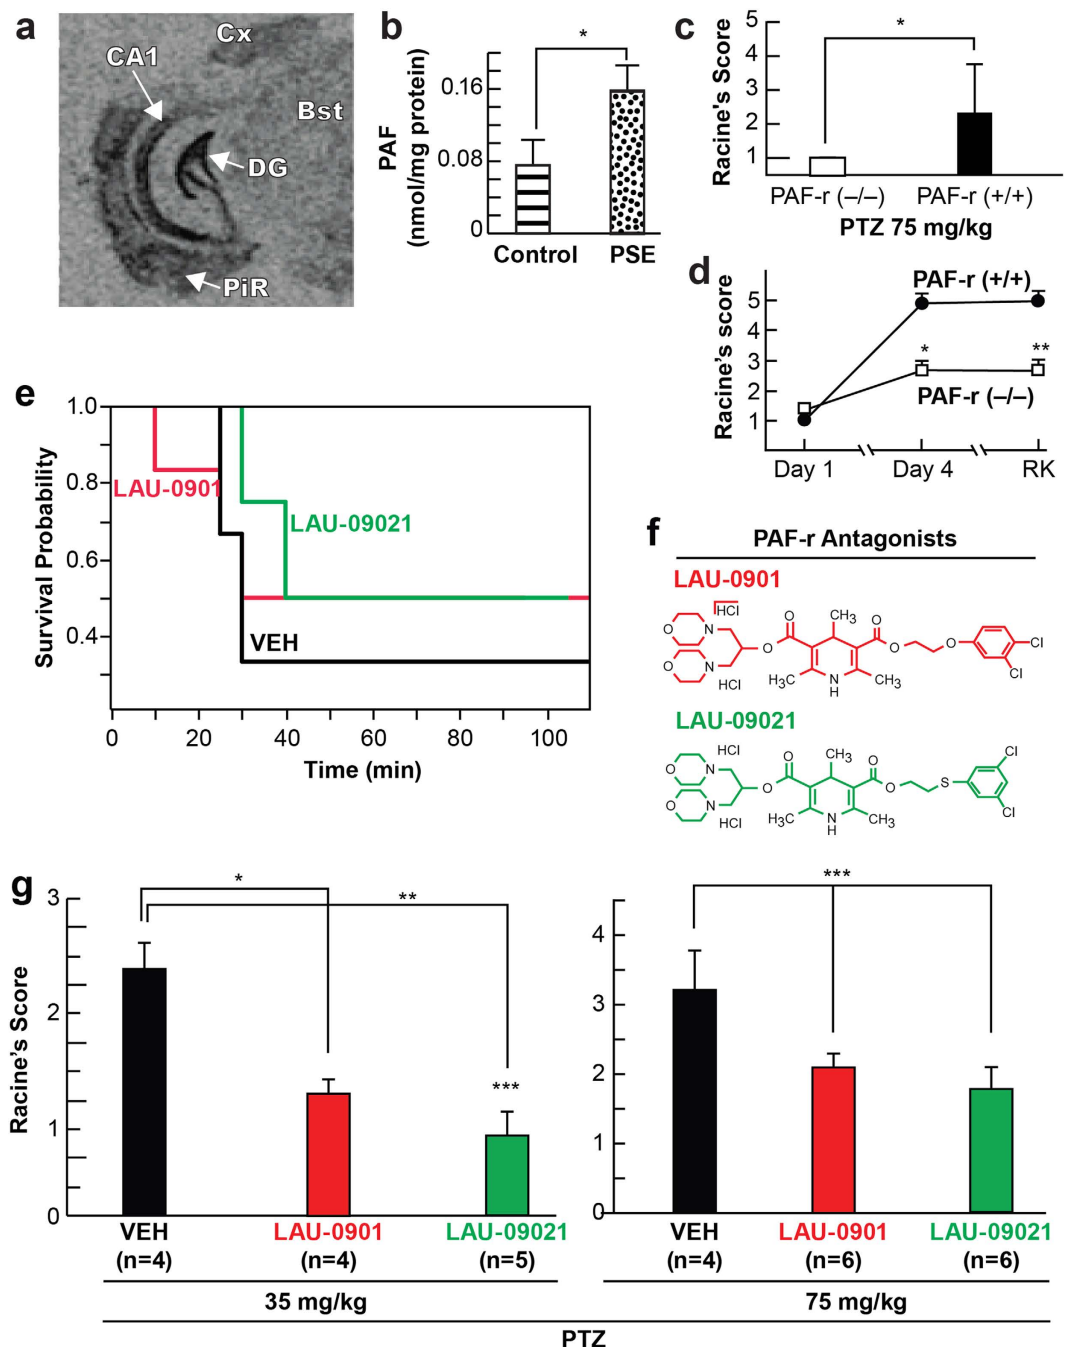 a
Cx
CA1
Bst
DG
PiR
b
*
PAF
(nmol/mg protein)
0.16
0.08
0
Control
PSE
c
*
Racine's Score
5
4
3
2
1
PAF-r (–/–)
PAF-r (+/+)
PTZ 75 mg/kg
d
PAF-r (+/+)
Racine's score
5
4
3
2
1
*
**
PAF-r (–/–)
Day 1
Day 4
RK
e
Survival Probability
1.0
0.8
0.6
0.4
LAU-0901
LAU-09021
VEH
0
20
40
60
80
100
Time (min)
f
PAF-r Antagonists
LAU-0901
HCl
O
N
O
CH3
O
O
N
O
O
O
Cl
Cl
HCl
H3C
N
H
CH3
LAU-09021
HCl
O
N
O
CH3
O
Cl
O
N
O
O
S
Cl
HCl
H3C
N
H
CH3
g
*
**
***
Racine's Score
3
2
1
0
VEH
LAU-0901
LAU-09021
(n=4)
(n=4)
(n=5)
35 mg/kg
***
4
3
2
1
0
VEH
LAU-0901
LAU-09021
(n=4)
(n=6)
(n=6)
75 mg/kg
PTZ